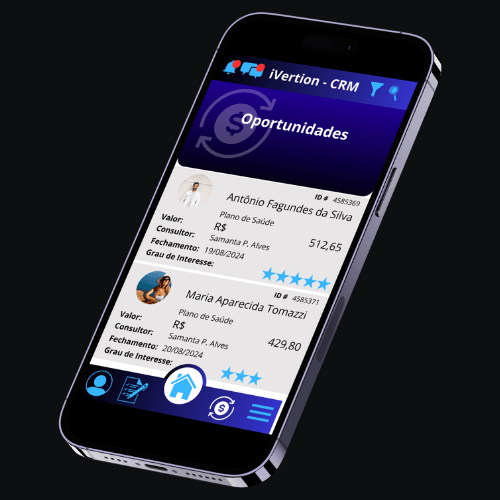 iVertion - CRM
Oportunidades
ID # 4585369
Antônio Fagundes da Silva
Plano de Saúde
Valor: R$ 512,65
Consultor: Samanta P. Alves
Fechamento: 19/08/2024
Grau de Interesse:
ID # 4585371
Maria Aparecida Tomazzi
Plano de Saúde
Valor: R$ 429,80
Consultor: Samanta P. Alves
Fechamento: 20/08/2024
Grau de Interesse: